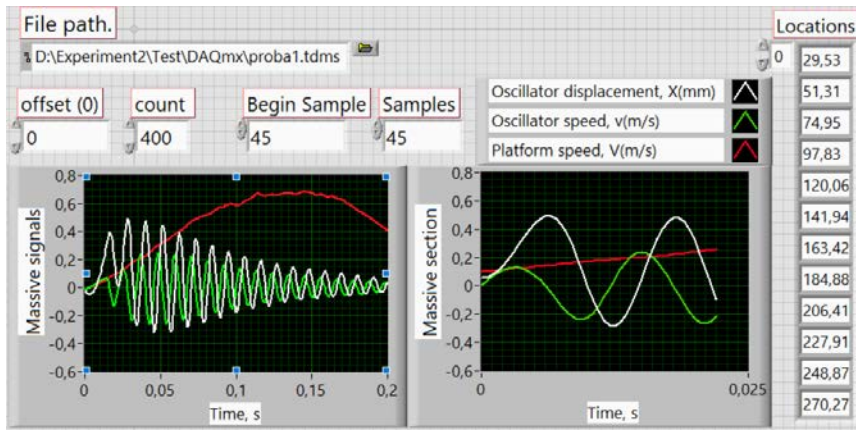 File path.
Locations
D:\Experiment2\Test\DAQmx\proba1.tdms
0
29,53
offset (0)
count
Begin Sample
Samples
0
400
45
45
Oscillator displacement, X(mm)
Oscillator speed, v(m/s)
Platform speed, V(m/s)
51,31
74,95
97,83
120,06
141,94
163,42
184,88
206,41
227,91
248,87
270,27
Massive signals
0,8
0,6
0,4
0,2
0
-0,2
-0,4
-0,6
0
0,05
0,1
0,15
0,2
Time, s
Massive section
0,8
0,6
0,4
0,2
0
-0,2
-0,4
-0,6
0
0,025
Time, s